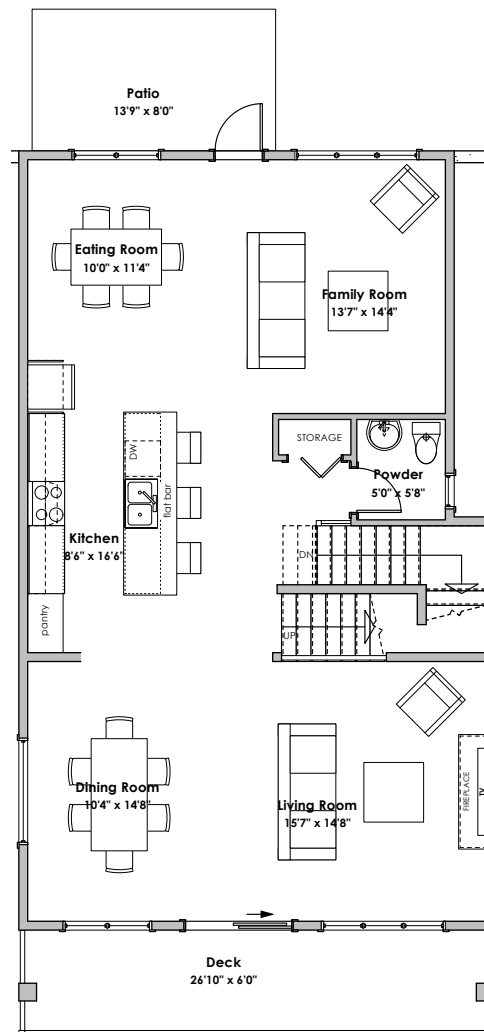 Patio
13'9" x 8'0"
Eating Room
10'0" x 11'4"
Family Room
13'7" x 14'4"
STORAGE
DW
Powder
5'0" x 5'8"
flat bar
Kitchen
8'6" x 16'6"
DN
pantry
UP
Dining Room
10'4" x 14'8"
Living Room
15'7" x 14'8"
FIREPLACE
TV
Deck
26'10" x 6'0"